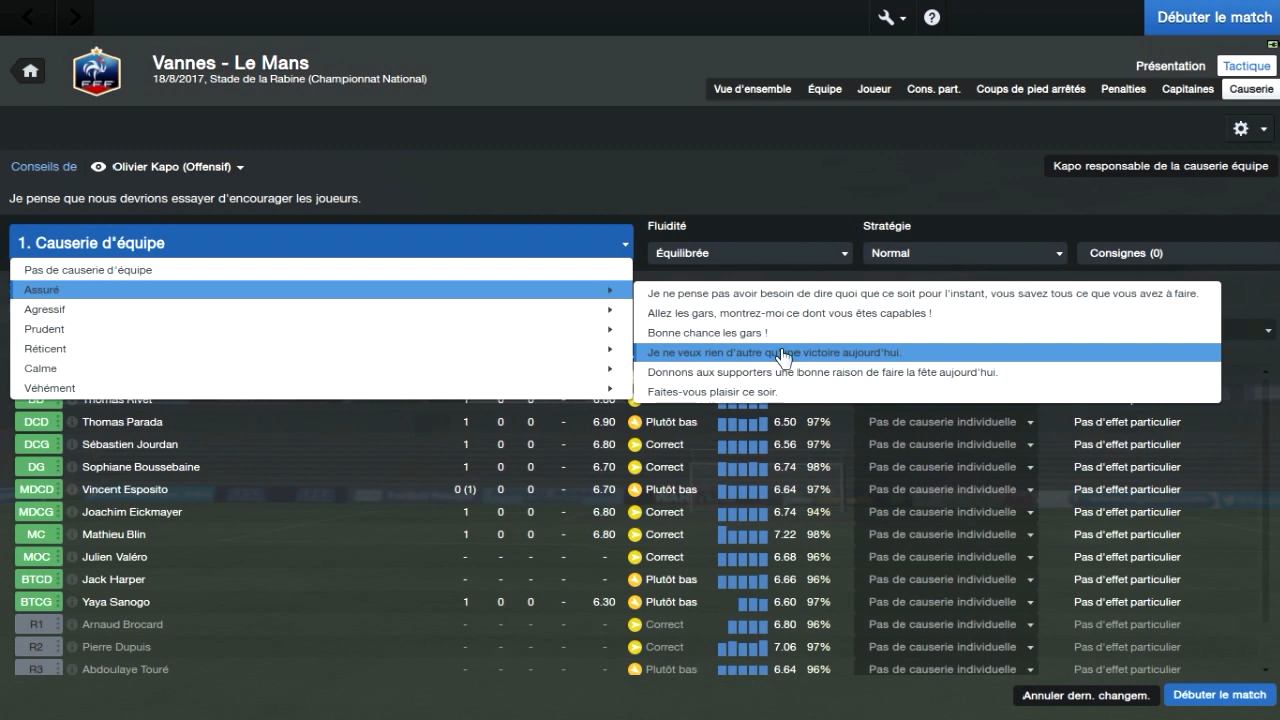 Débuter le match
Vannes - Le Mans
18/8/2017, Stade de la Rabine (Championnat National)
FFF
Présentation Tactique
Vue d'ensemble Équipe Joueur Cons. part. Coups de pied arrêtés Penalties Capitaines Causerie
Conseils de Olivier Kapo (Offensif)
Kapo responsable de la causerie équipe
Je pense que nous devrions essayer d'encourager les joueurs.
1. Causerie d'équipe
Fluidité Stratégie
Équilibrée Normal Consignes (0)
Pas de causerie d'équipe
Assuré
Agressif
Prudent
Réticent
Calme
Véhément
Je ne pense pas avoir besoin de dire quoi que ce soit pour l'instant, vous savez tous ce que vous avez à faire.
Allez les gars, montrez-moi ce dont vous êtes capables !
Bonne chance les gars !
Je ne veux rien d'autre qu'une victoire aujourd'hui.
Donnons aux supporters une bonne raison de faire la fête aujourd'hui.
Faites-vous plaisir ce soir.
DCD Thomas Parada 1 0 0 - 6.90 Plutôt bas 6.50 97% Pas de causerie individuelle Pas d'effet particulier
DCG Sébastien Jourdan 1 0 0 - 6.80 Correct 6.56 97% Pas de causerie individuelle Pas d'effet particulier
DG Sophiane Boussebaine 1 0 0 - 6.70 Correct 6.74 98% Pas de causerie individuelle Pas d'effet particulier
MDCD Vincent Esposito 0 (1) 0 0 - 6.70 Plutôt bas 6.64 97% Pas de causerie individuelle Pas d'effet particulier
MDCG Joachim Eickmayer 1 0 0 - 6.80 Correct 6.74 94% Pas de causerie individuelle Pas d'effet particulier
MC Mathieu Blin 1 0 0 - 6.80 Correct 7.22 98% Pas de causerie individuelle Pas d'effet particulier
MOC Julien Valéro - - - - - Correct 6.68 96% Pas de causerie individuelle Pas d'effet particulier
BTCD Jack Harper - - - - - Plutôt bas 6.66 96% Pas de causerie individuelle Pas d'effet particulier
BTCG Yaya Sanogo 1 0 0 - 6.30 Plutôt bas 6.60 97% Pas de causerie individuelle Pas d'effet particulier
R1 Arnaud Brocard - - - - - Correct 6.80 96% Pas de causerie individuelle Pas d'effet particulier
R2 Pierre Dupuis - - - - - Correct 7.06 97% Pas de causerie individuelle Pas d'effet particulier
R3 Abdoulaye Touré - - - - - Plutôt bas 6.64 96% Pas de causerie individuelle Pas d'effet particulier
Annuler dern. changem. Débuter le match